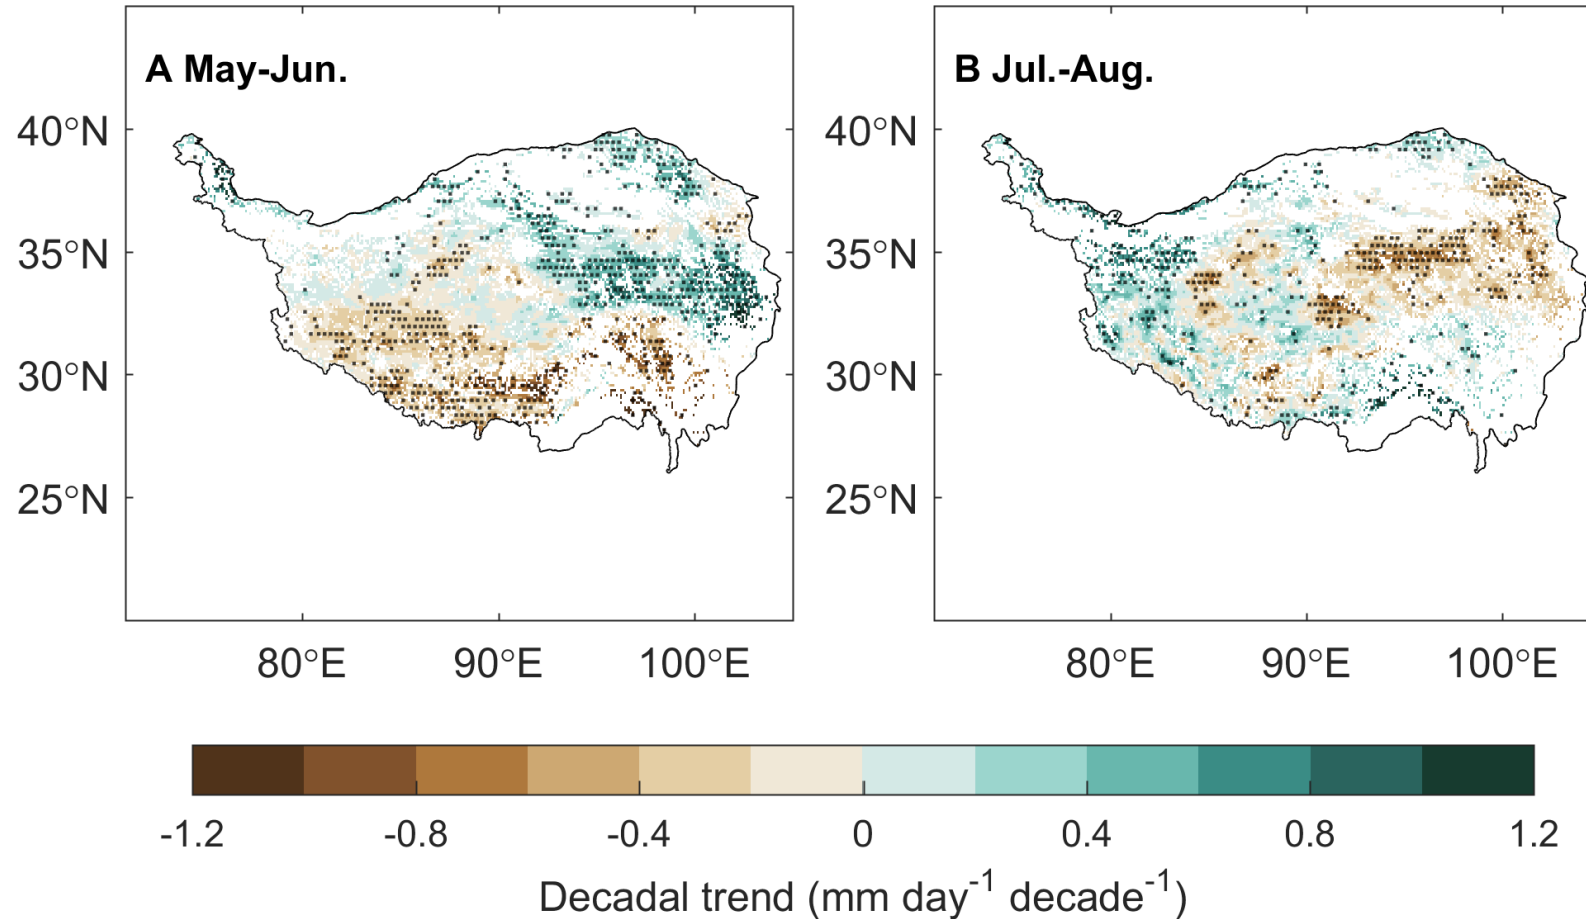 A May-Jun.
B Jul.-Aug.
40°N
35°N
30°N
25°N
40°N
35°N
30°N
25°N
80°E
90°E
100°E
80°E
90°E
100°E
-1.2
-0.8
-0.4
0
0.4
0.8
1.2
Decadal trend (mm day⁻¹ decade⁻¹)